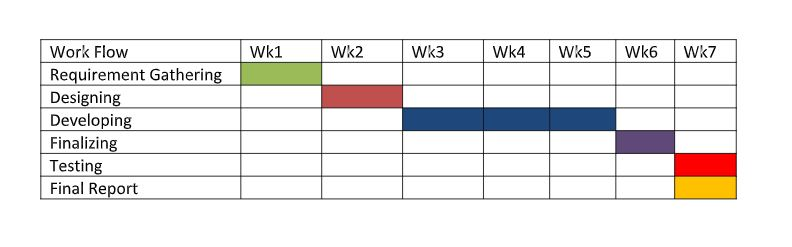 Work Flow Wk1 Wk2 Wk3 Wk4 Wk5 Wk6 Wk7
Requirement Gathering
Designing
Developing
Finalizing
Testing
Final Report